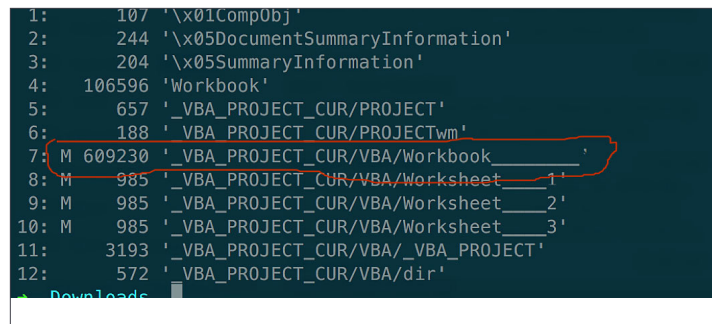 1: 107 '\x01CompObj'
2: 244 '\x05DocumentSummaryInformation'
3: 204 '\x05SummaryInformation'
4: 106596 'Workbook'
5: 657 '_VBA_PROJECT_CUR/PROJECT'
6: 188 '_VBA_PROJECT_CUR/PROJECTwm'
7: M 609230 '_VBA_PROJECT_CUR/VBA/Workbook________'
8: M 985 '_VBA_PROJECT_CUR/VBA/Worksheet____1'
9: M 985 '_VBA_PROJECT_CUR/VBA/Worksheet____2'
10: M 985 '_VBA_PROJECT_CUR/VBA/Worksheet____3'
11: 3193 '_VBA_PROJECT_CUR/VBA/_VBA_PROJECT'
12: 572 '_VBA_PROJECT_CUR/VBA/dir'
→ Downloads